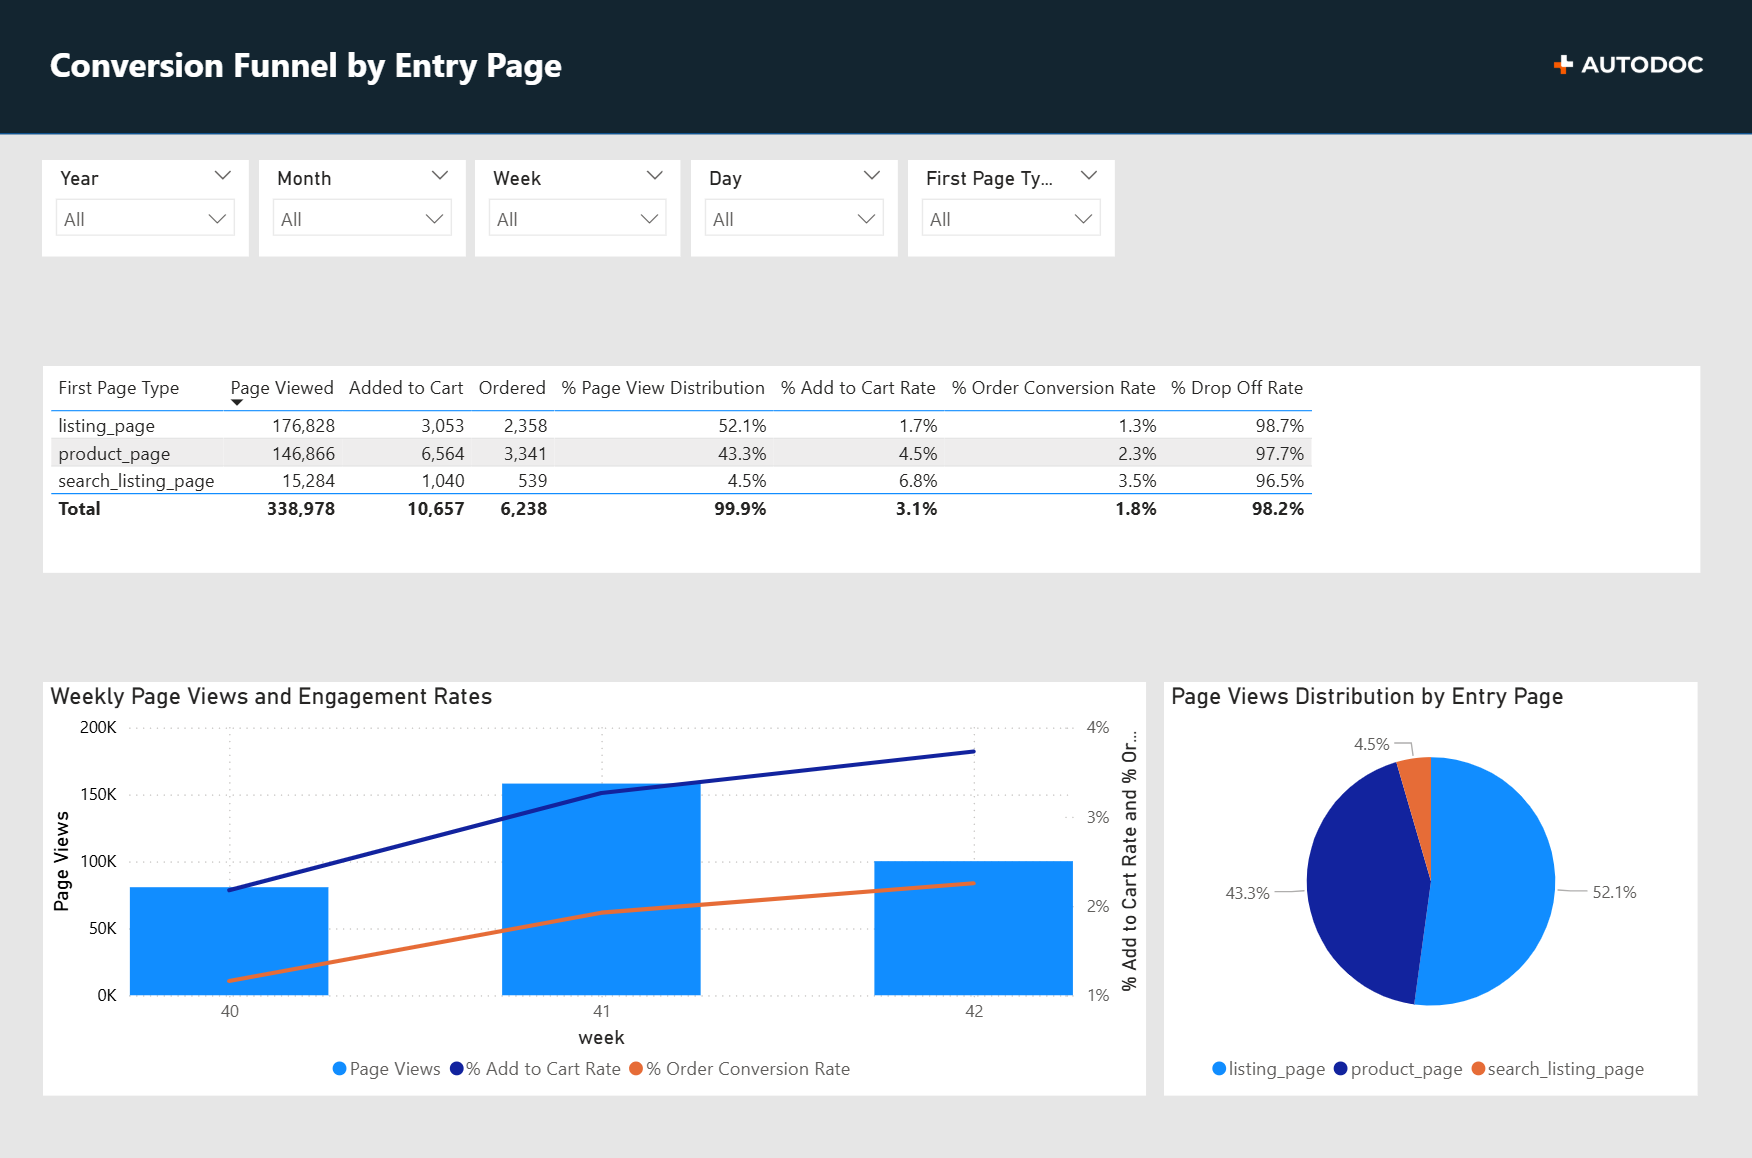 Conversion Funnel by Entry Page
AUTODOC
Year
Month
Week
Day
First Page Ty...
All
All
All
All
All
First Page Type Page Viewed Added to Cart Ordered % Page View Distribution % Add to Cart Rate % Order Conversion Rate % Drop Off Rate
listing_page 176,828 3,053 2,358 52.1% 1.7% 1.3% 98.7%
product_page 146,866 6,564 3,341 43.3% 4.5% 2.3% 97.7%
search_listing_page 15,284 1,040 539 4.5% 6.8% 3.5% 96.5%
Total 338,978 10,657 6,238 99.9% 3.1% 1.8% 98.2%
Weekly Page Views and Engagement Rates
200K
150K
100K
50K
0K
Page Views
4%
3%
2%
1%
% Add to Cart Rate and % Or...
40 41 42
week
Page Views % Add to Cart Rate % Order Conversion Rate
Page Views Distribution by Entry Page
4.5%
43.3%
52.1%
listing_page product_page search_listing_page